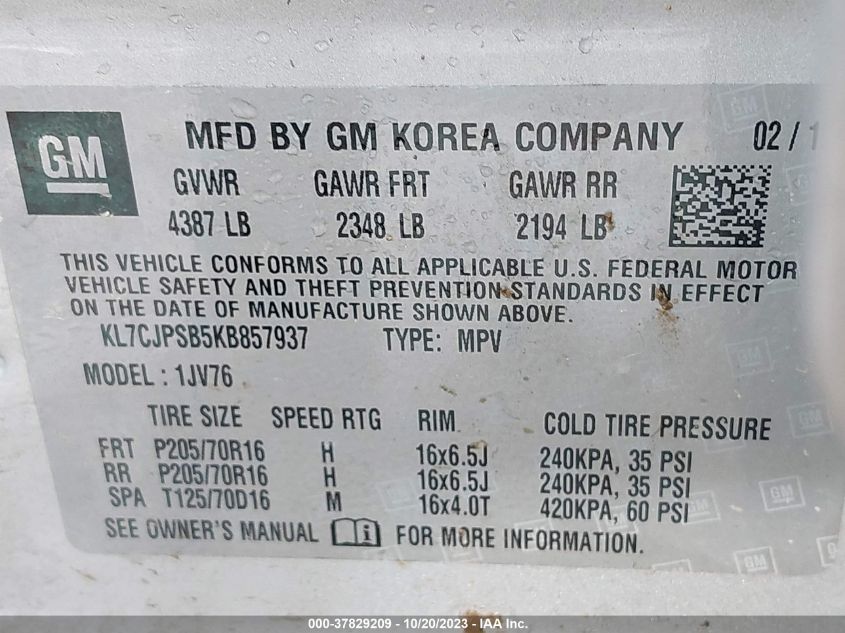 GM MFD BY GM KOREA COMPANY 02/1
GVWR GAWR FRT GAWR RR
4387 LB 2348 LB 2194 LB
THIS VEHICLE CONFORMS TO ALL APPLICABLE U.S. FEDERAL MOTOR
VEHICLE SAFETY AND THEFT PREVENTION STANDARDS IN EFFECT
ON THE DATE OF MANUFACTURE SHOWN ABOVE.
KL7CJPSB5KB857937 TYPE: MPV
MODEL : 1JV76
TIRE SIZE SPEED RTG RIM COLD TIRE PRESSURE
FRT P205/70R16 H 16x6.5J 240KPA, 35 PSI
RR P205/70R16 H 16x6.5J 240KPA, 35 PSI
SPA T125/70D16 M 16x4.0T 420KPA, 60 PSI
SEE OWNER'S MANUAL FOR MORE INFORMATION.
000-37829209 - 10/20/2023 - IAA Inc.